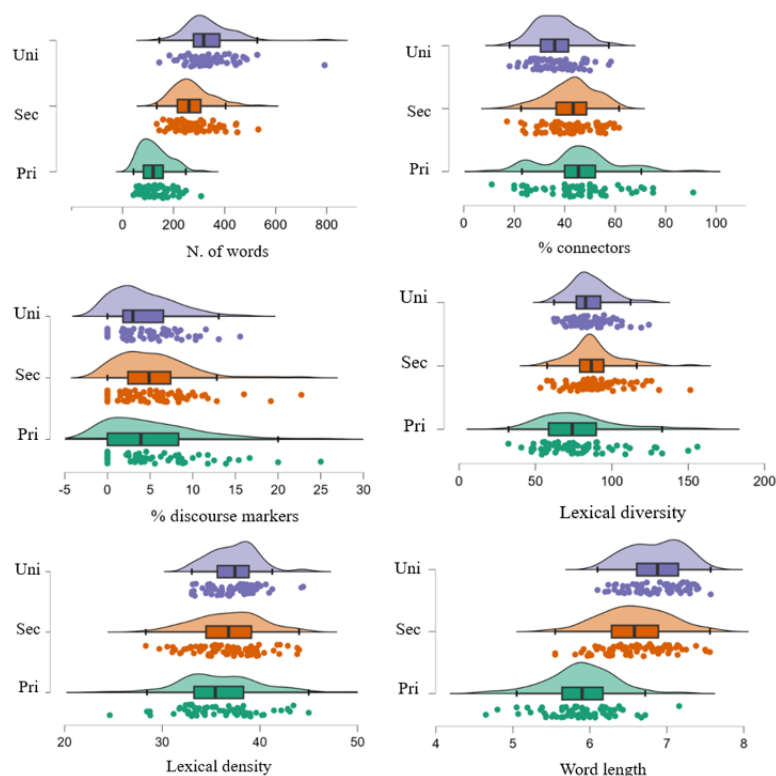 Uni
Sec
Pri
0 200 400 600 800
N. of words
Uni
Sec
Pri
0 20 40 60 80 100
% connectors
Uni
Sec
Pri
-5 0 5 10 15 20 25 30
% discourse markers
Uni
Sec
Pri
0 50 100 150 200
Lexical diversity
Uni
Sec
Pri
20 30 40 50
Lexical density
Uni
Sec
Pri
4 5 6 7 8
Word length